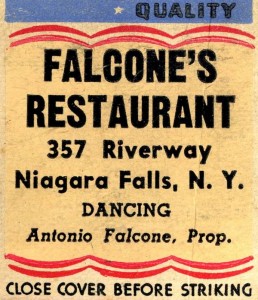 QUALITY
FALCONE'S
RESTAURANT
357 Riverway
Niagara Falls, N. Y.
DANCING
Antonio Falcone, Prop.
CLOSE COVER BEFORE STRIKING